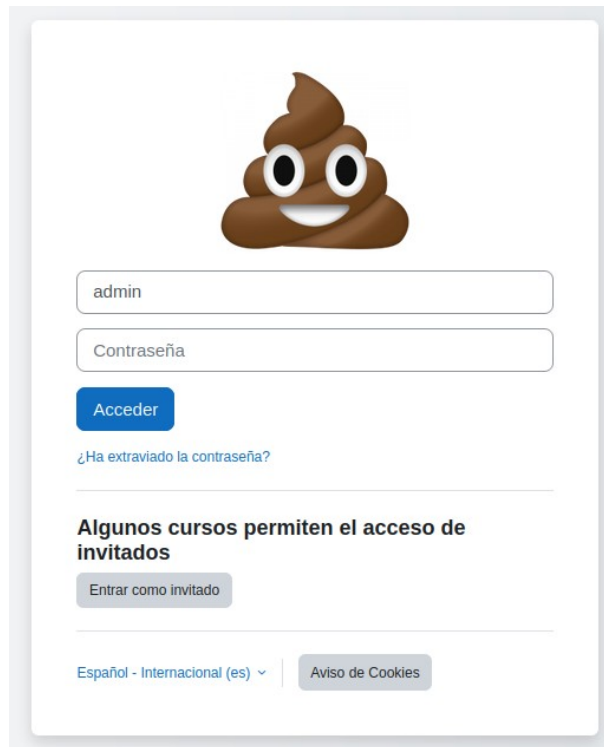 admin
Contraseña
Acceder
¿Ha extraviado la contraseña?
Algunos cursos permiten el acceso de
invitados
Entrar como invitado
Español - Internacional (es)
Aviso de Cookies